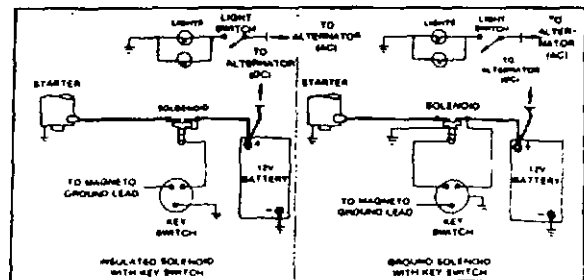 LIGHTS
LIGHT
SWITCH
TO
ALTERNATOR
(AC)
TO
ALTERNATOR
(DC)
STARTER
SOLENOID
12V
BATTERY
TO MAGNETO
GROUND LEAD
KEY
SWITCH
INSULATED SOLENOID
WITH KEY SWITCH
LIGHTS
LIGHT
SWITCH
TO
ALTER-
NATOR
(AC)
TO
ALTERNATOR
(DC)
STARTER
SOLENOID
12V
BATTERY
TO MAGNETO
GROUND LEAD
KEY
SWITCH
GROUND SOLENOID
WITH KEY SWITCH